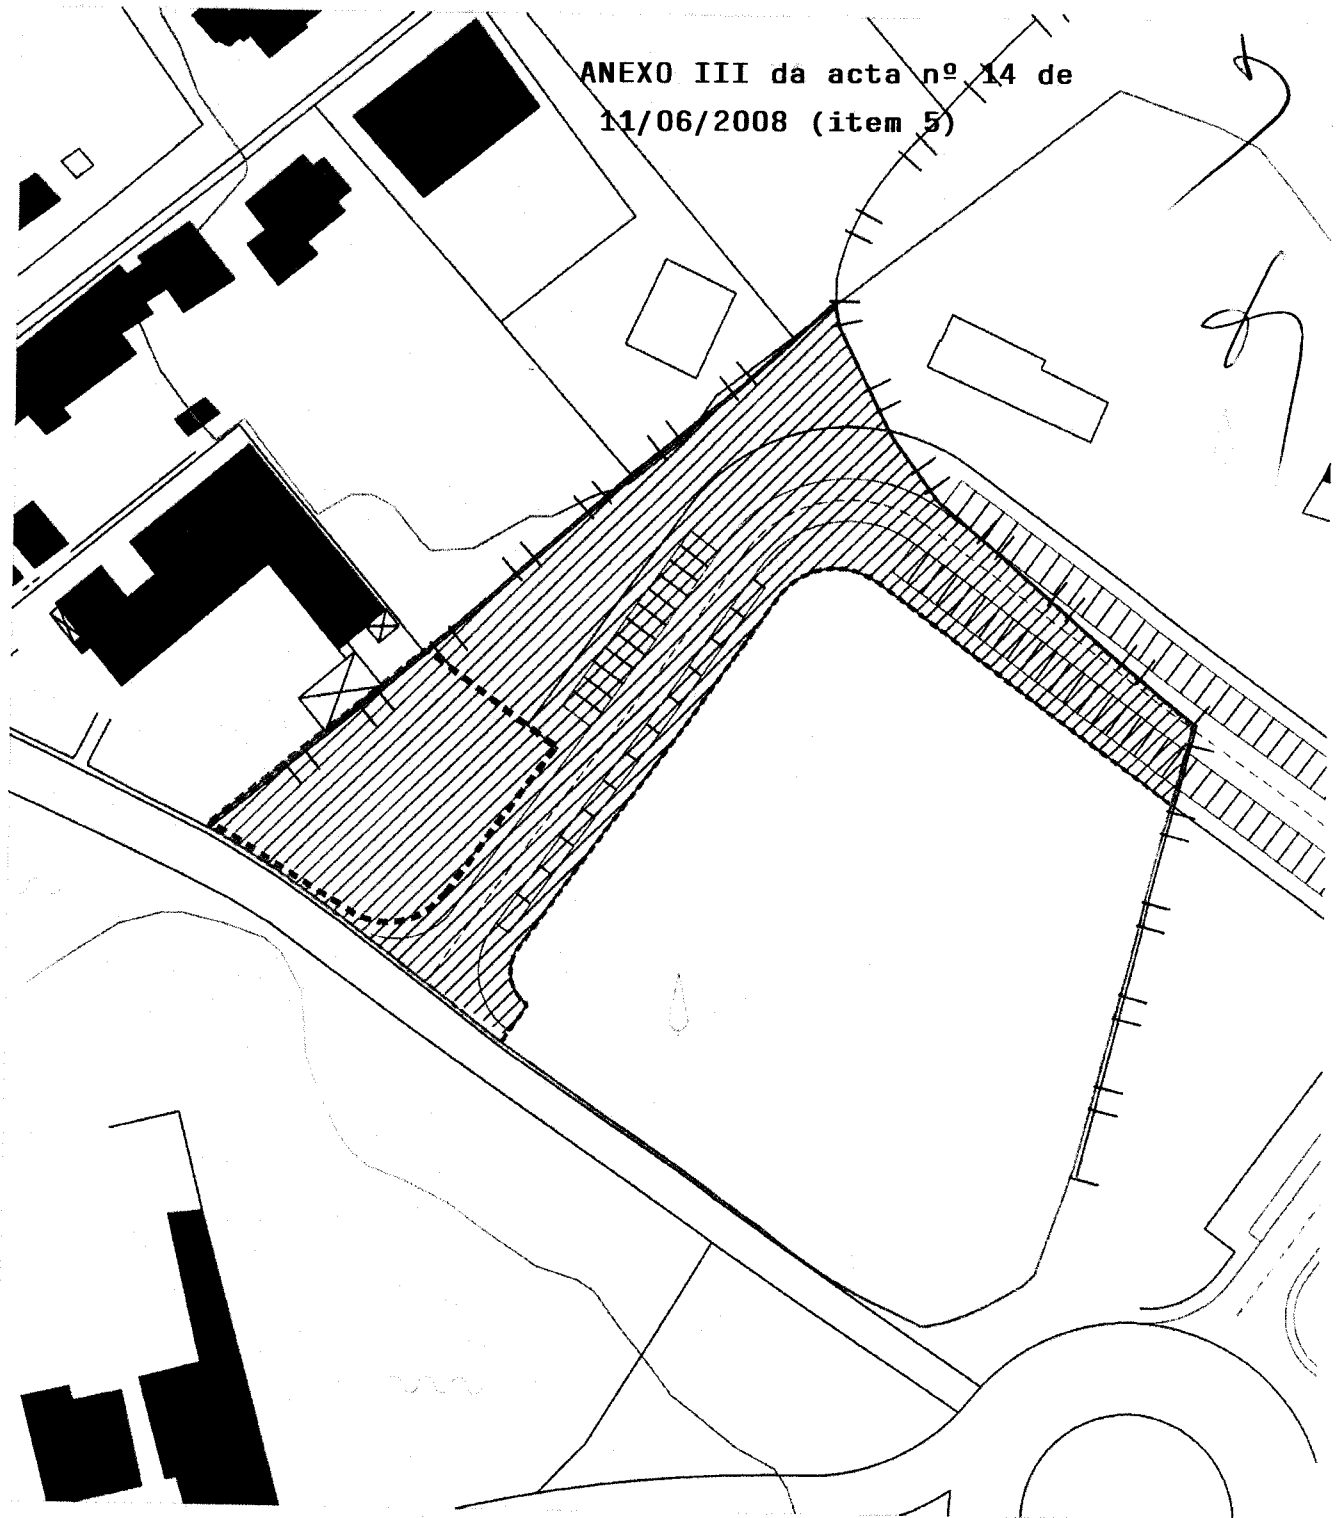 ANEXO III da acta nº 14 de
11/06/2008 (item 5)